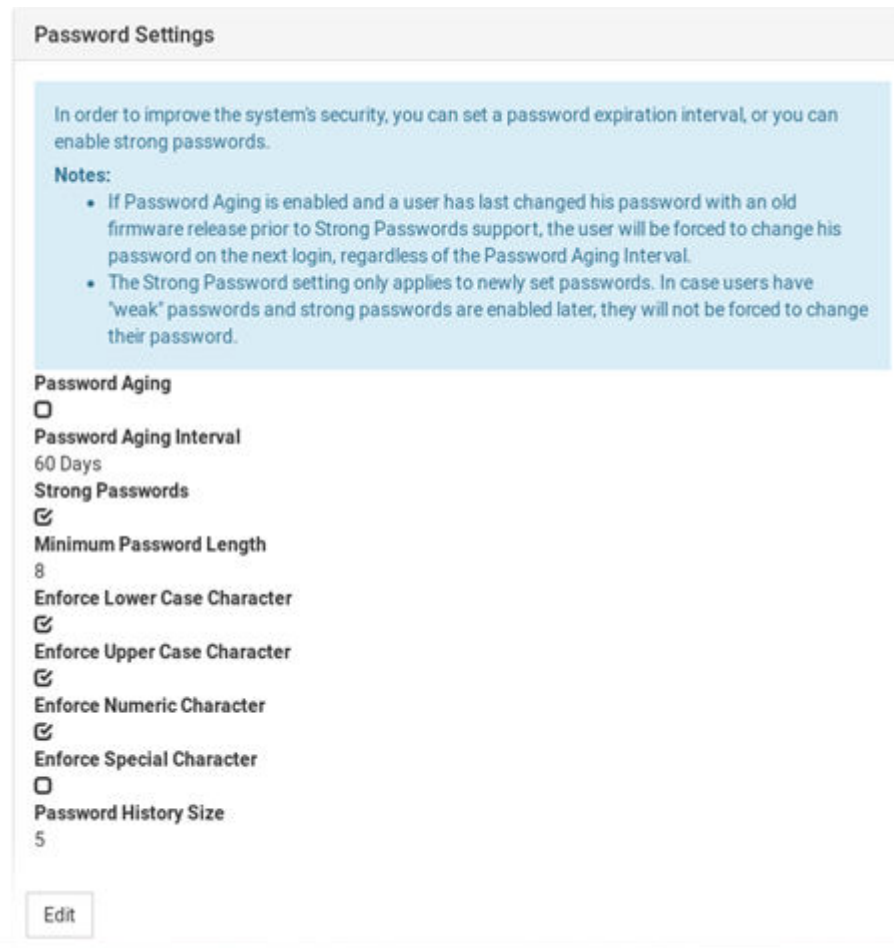 Password Settings
In order to improve the system's security, you can set a password expiration interval, or you can
enable strong passwords.
Notes:
• If Password Aging is enabled and a user has last changed his password with an old
firmware release prior to Strong Passwords support, the user will be forced to change his
password on the next login, regardless of the Password Aging Interval.
• The Strong Password setting only applies to newly set passwords. In case users have
"weak" passwords and strong passwords are enabled later, they will not be forced to change
their password.
Password Aging
Password Aging Interval
60 Days
Strong Passwords
Minimum Password Length
8
Enforce Lower Case Character
Enforce Upper Case Character
Enforce Numeric Character
Enforce Special Character
Password History Size
5
Edit